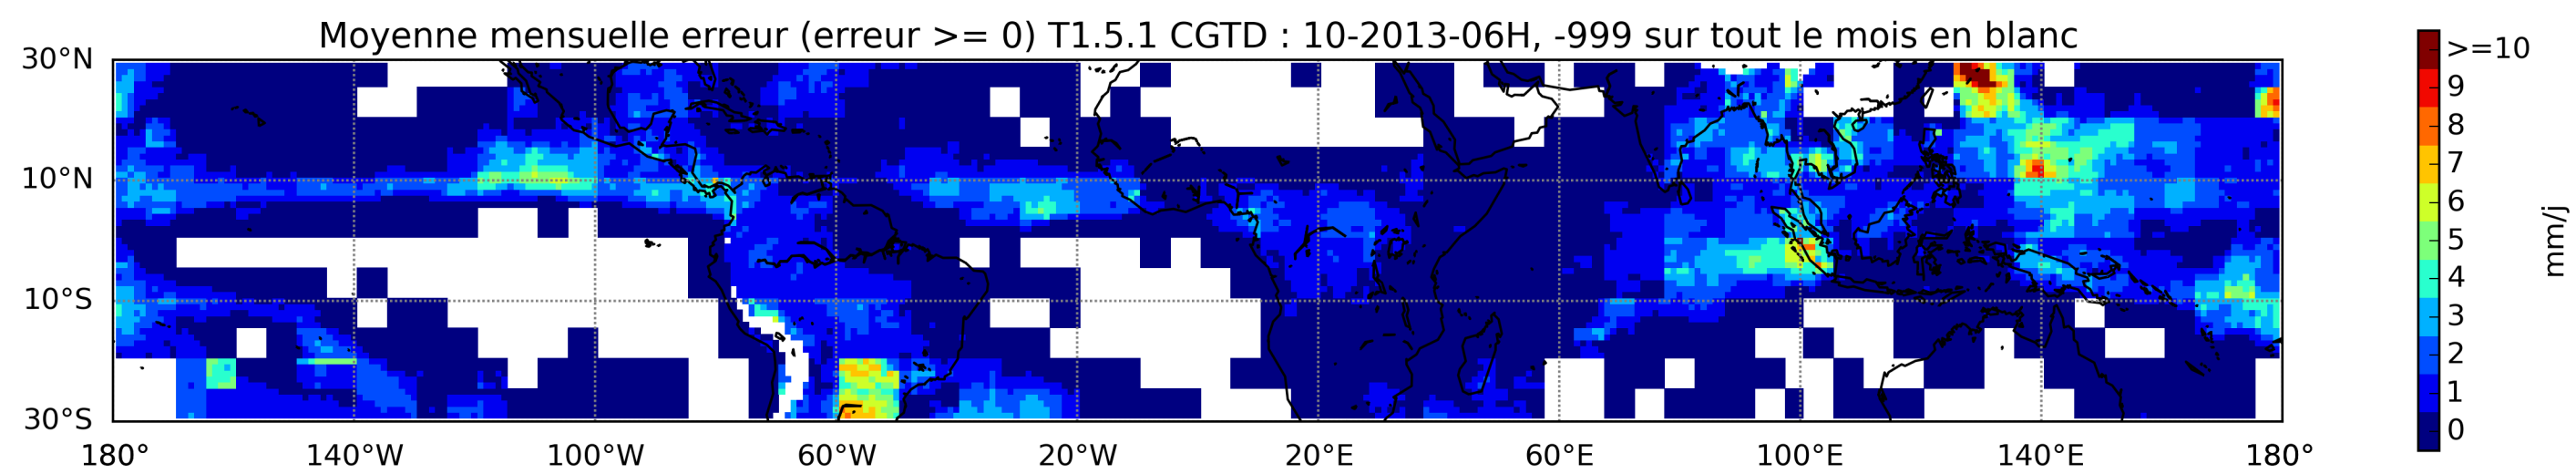 Moyenne mensuelle erreur (erreur >= 0) T1.5.1 CGTD : 10-2013-06H, -999 sur tout le mois en blanc
30°N
10°N
10°S
30°S
180° 140°W 100°W 60°W 20°W 20°E 60°E 100°E 140°E 180°
>=10
9
8
7
6
5
4
3
2
1
0
mm/j